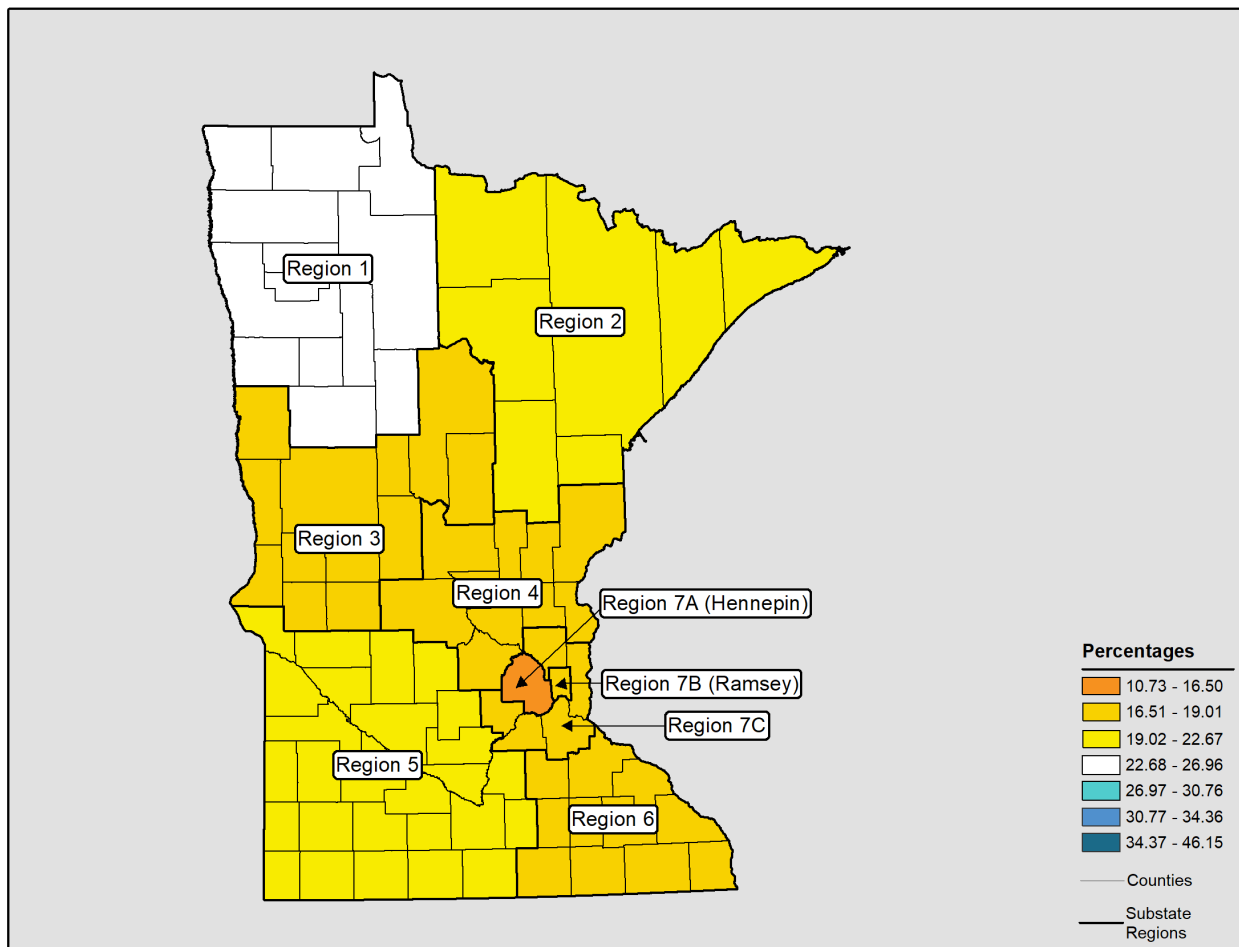 Region 1
Region 2
Region 3
Region 4
Region 7A (Hennepin)
Region 7B (Ramsey)
Region 7C
Region 5
Region 6
Percentages
10.73 - 16.50
16.51 - 19.01
19.02 - 22.67
22.68 - 26.96
26.97 - 30.76
30.77 - 34.36
34.37 - 46.15
Counties
Substate
Regions